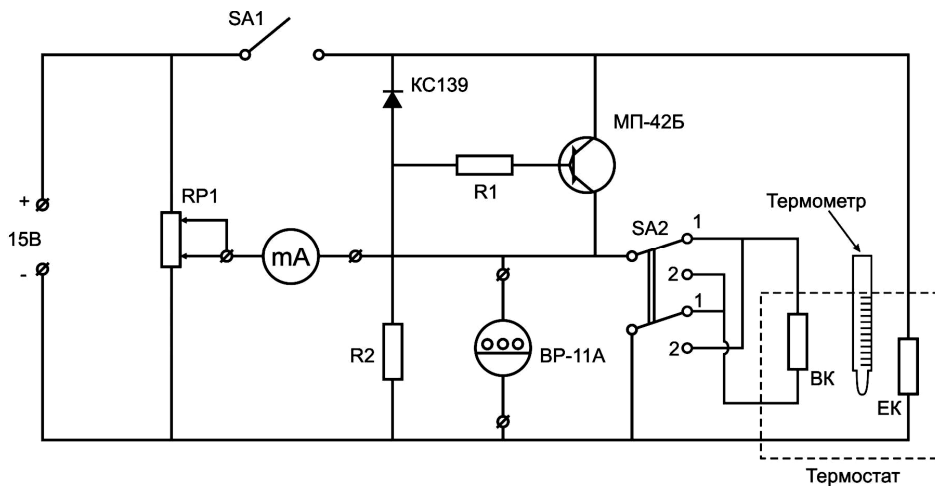 SA1
КС139
МП-42Б
R1
RP1
+
15В
-
mA
SA2
1
2
1
2
Термометр
R2
ВР-11А
ВК
ЕК
Термостат